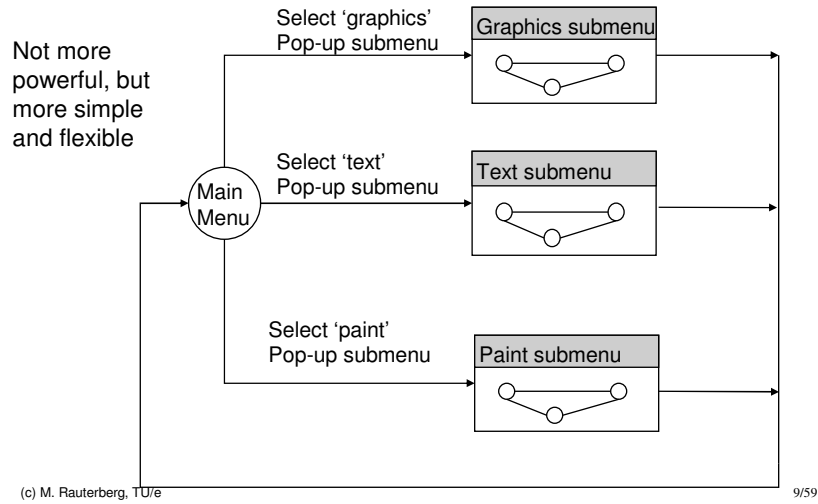 Not more
powerful, but
more simple
and flexible
Select 'graphics'
Pop-up submenu
Graphics submenu
Main
Menu
Select 'text'
Pop-up submenu
Text submenu
Select 'paint'
Pop-up submenu
Paint submenu
(c) M. Rauterberg, TU/e
9/59